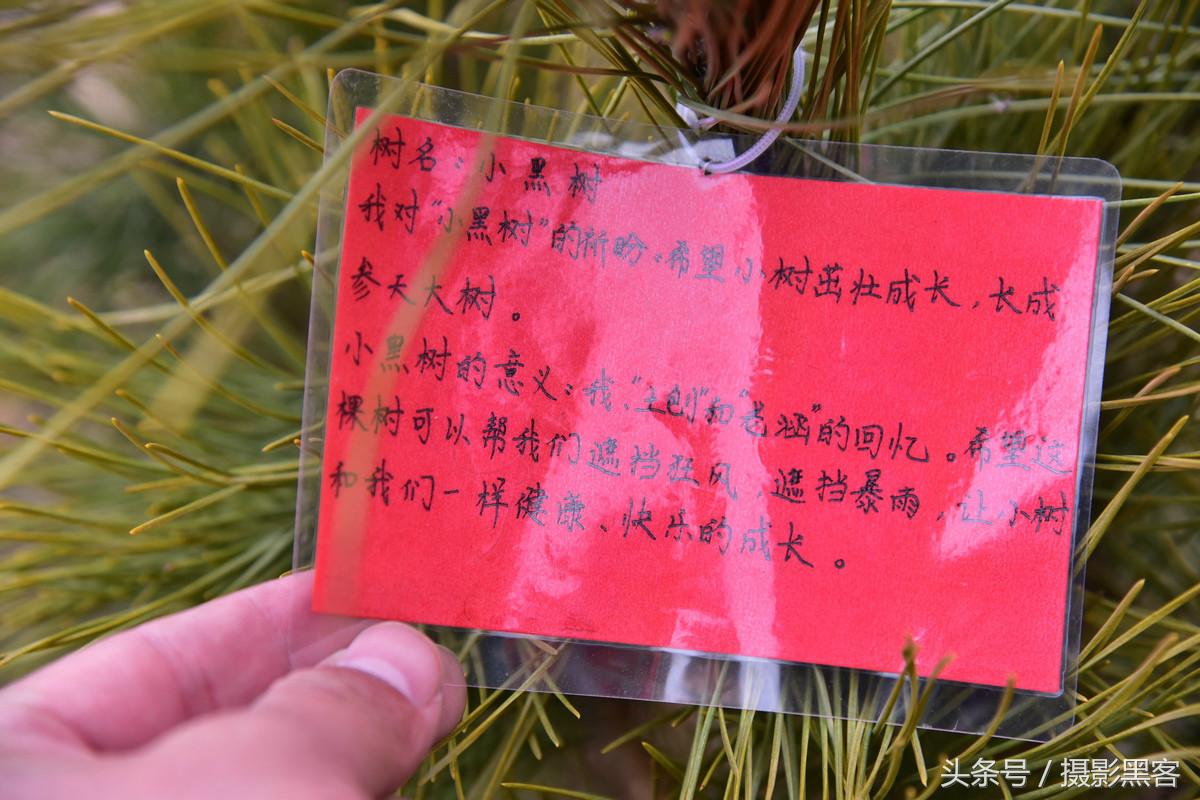 树名：小黑树
我对“小黑树”的祈盼：希望小树茁壮成长，长成
参天大树。
小黑树的意义：我、“土刨”和“老涵”的回忆。希望这
棵树可以帮我们遮挡狂风，遮挡暴雨，让小树
和我们一样健康、快乐的成长。
头条号 / 摄影黑客